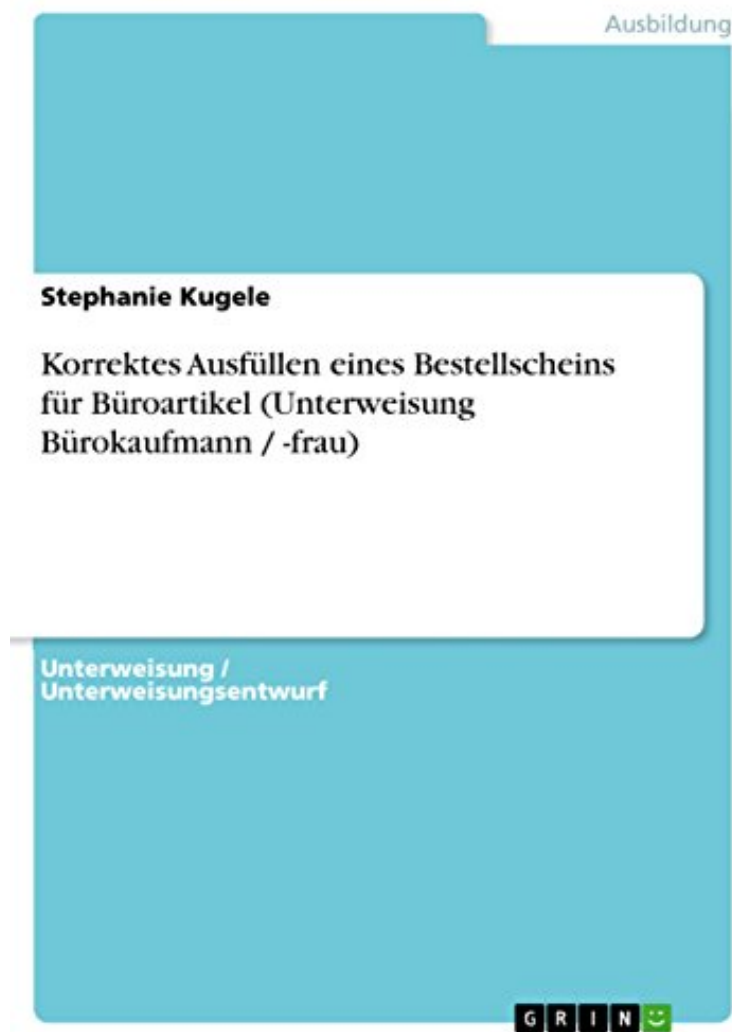 Ausbildung
Stephanie Kugele
Korrektes Ausfüllen eines Bestellscheins
für Büroartikel (Unterweisung
Bürokaufmann / -frau)
Unterweisung /
Unterweisungsentwurf
GRIN